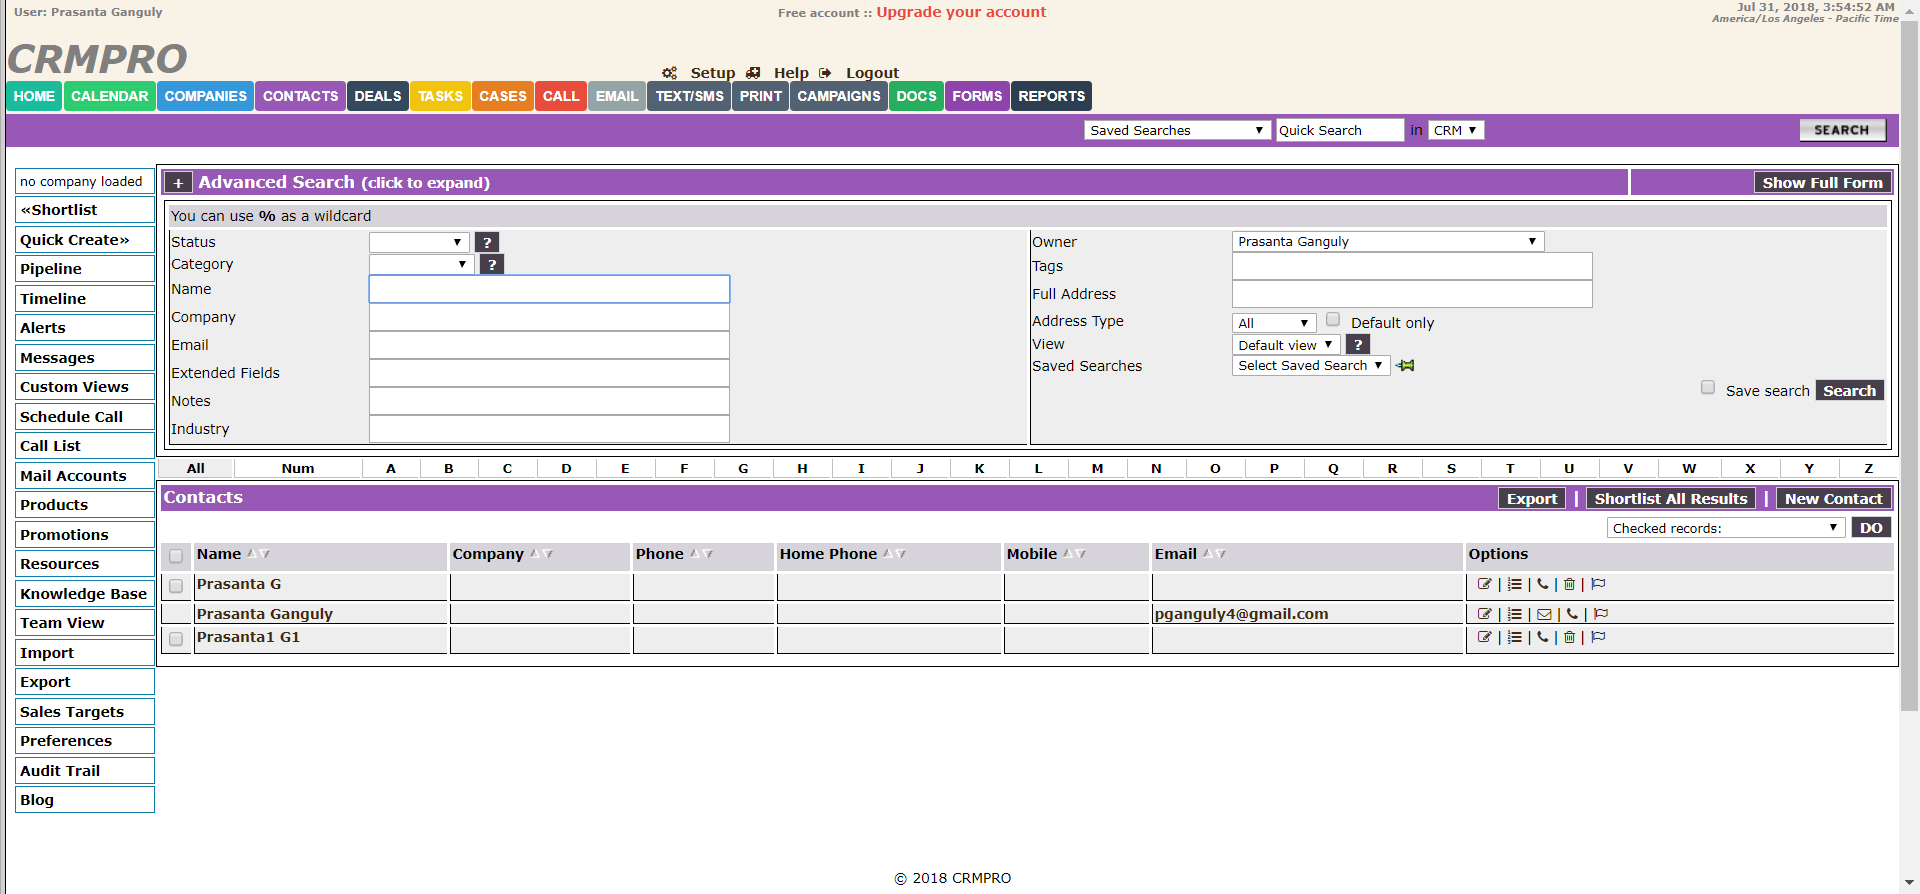 User: Prasanta Ganguly
Free account :: Upgrade your account
Jul 31, 2018, 3:54:52 AM
America/Los Angeles - Pacific Time
CRMPRO
Setup Help Logout
HOME CALENDAR COMPANIES CONTACTS DEALS TASKS CASES CALL EMAIL TEXT/SMS PRINT CAMPAIGNS DOCS FORMS REPORTS
Saved Searches Quick Search in CRM SEARCH
no company loaded
«Shortlist
Quick Create»
Pipeline
Timeline
Alerts
Messages
Custom Views
Schedule Call
Call List
Mail Accounts
Products
Promotions
Resources
Knowledge Base
Team View
Import
Export
Sales Targets
Preferences
Audit Trail
Blog
+ Advanced Search (click to expand) Show Full Form
You can use % as a wildcard
Status ?
Category ?
Name
Company
Email
Extended Fields
Notes
Industry
Owner Prasanta Ganguly
Tags
Full Address
Address Type All Default only
View Default view ?
Saved Searches Select Saved Search
Save search Search
All Num A B C D E F G H I J K L M N O P Q R S T U V W X Y Z
Contacts Export | Shortlist All Results | New Contact
Checked records: DO
Name Company Phone Home Phone Mobile Email Options
Prasanta G | | | |
Prasanta Ganguly pganguly4@gmail.com | | | |
Prasanta1 G1 | | | |
© 2018 CRMPRO